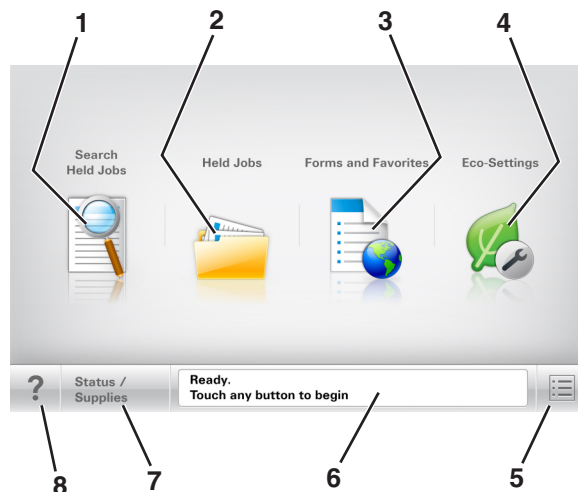 1 2 3 4
Search
Held Jobs
Held Jobs
Forms and Favorites
Eco-Settings
?
Status /
Supplies
Ready.
Touch any button to begin
8 7 6 5